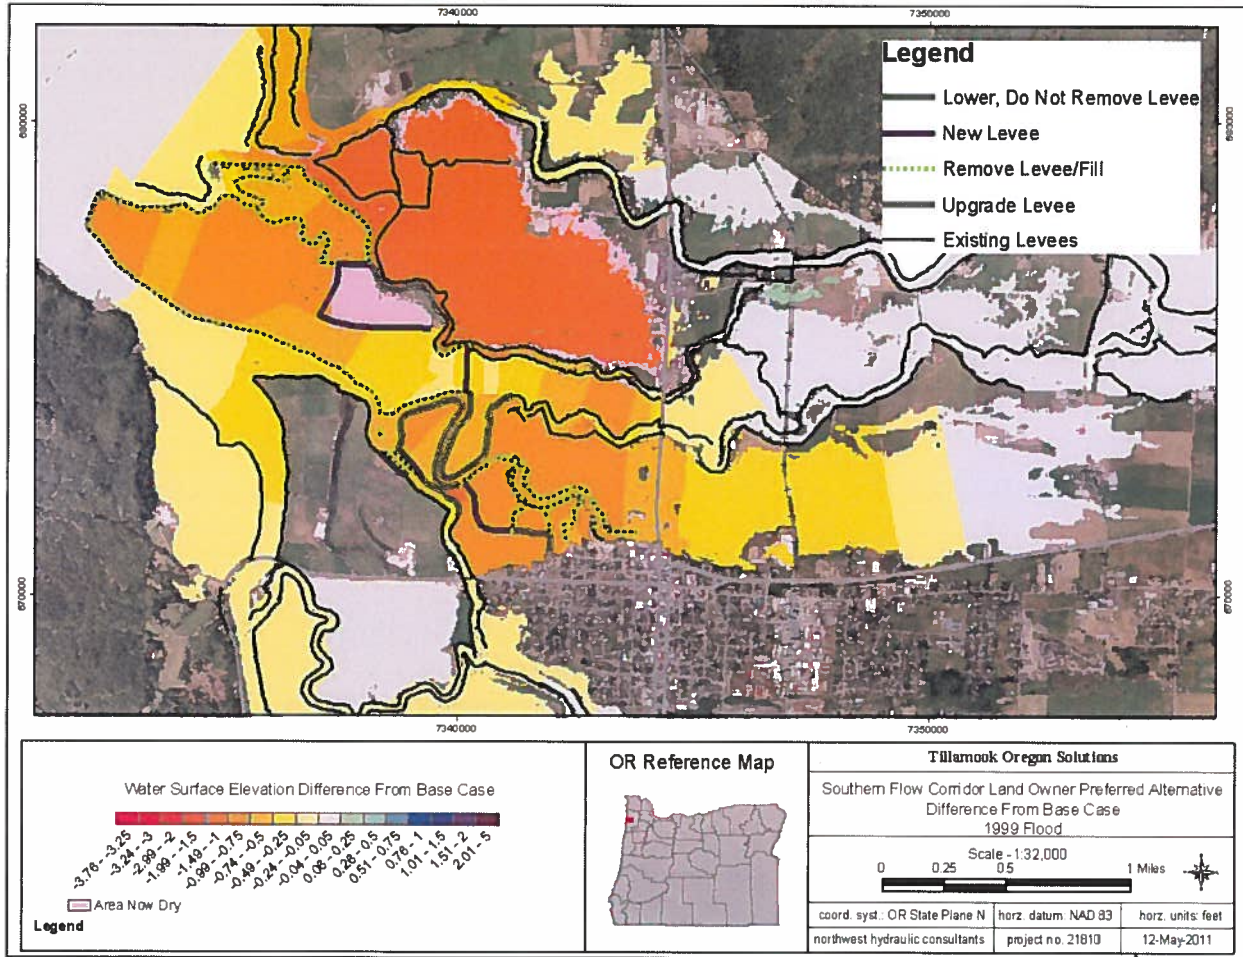 7340000
7350000
Legend
Lower, Do Not Remove Levee
New Levee
Remove Levee/Fill
Upgrade Levee
Existing Levees
680000
680000
670000
670000
7340000
7350000
Water Surface Elevation Difference From Base Case
-3.76 - -3.25
-3.24 - -3
-2.99 - -2
-1.99 - -1.5
-1.49 - -1
-0.99 - -0.75
-0.74 - -0.5
-0.49 - -0.25
-0.24 - -0.05
-0.04 - 0.05
0.06 - 0.25
0.26 - 0.5
0.51 - 0.75
0.76 - 1
1.01 - 1.5
1.51 - 2
2.01 - 5
Area Now Dry
Legend
OR Reference Map
Tillamook Oregon Solutions
Southern Flow Corridor Land Owner Preferred Alternative
Difference From Base Case
1999 Flood
Scale - 1:32,000
0 0.25 0.5 1 Miles
coord. syst.: OR State Plane N horz. datum: NAD 83 horz. units: feet
northwest hydraulic consultants project no. 21810 12-May-2011